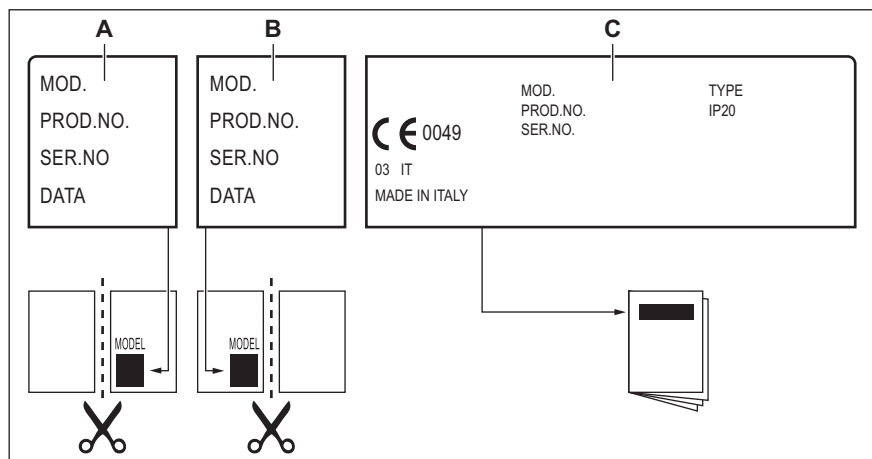 A
B
C
MOD.
PROD.NO.
SER.NO
DATA
MOD.
PROD.NO.
SER.NO
DATA
MOD.
TYPE
PROD.NO.
IP20
SER.NO.
CE 0049
03 IT
MADE IN ITALY
MODEL
MODEL